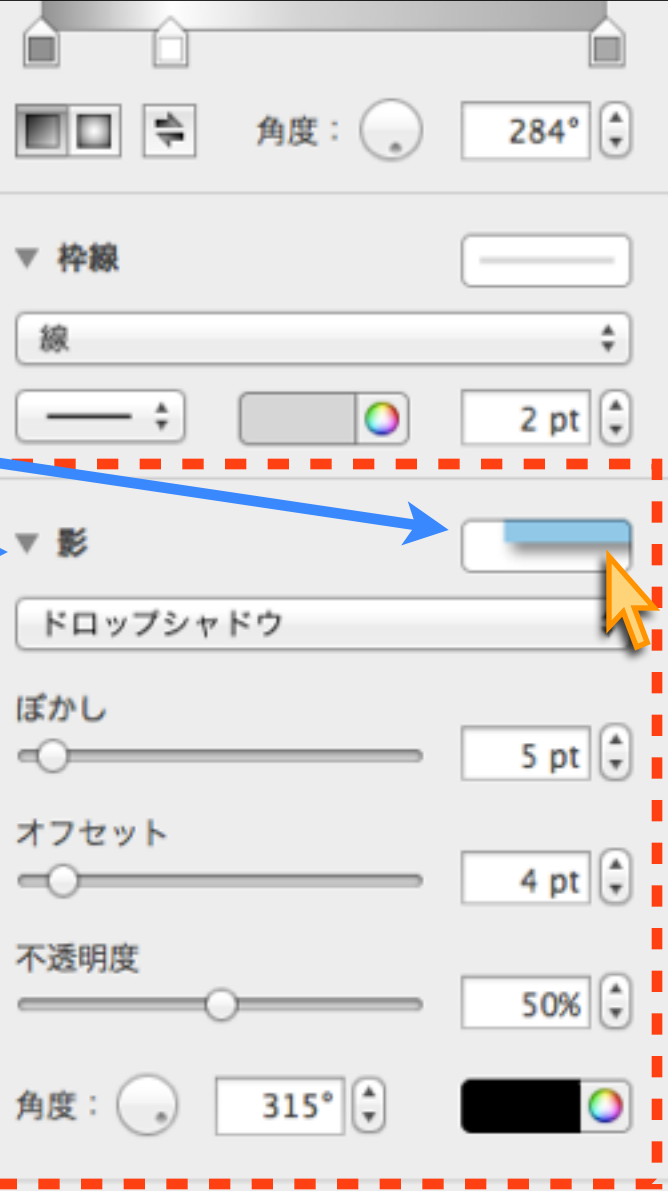 角度： 284°
枠線
線
2 pt
影
ドロップシャドウ
ぼかし
5 pt
オフセット
4 pt
不透明度
50%
角度： 315°